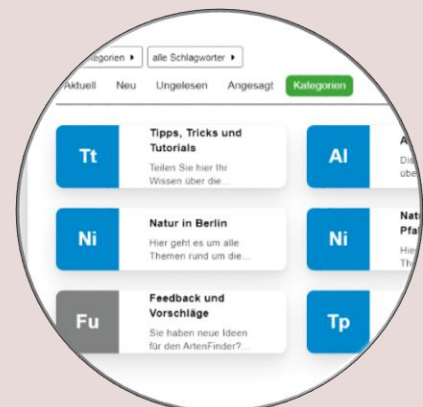 alle Schlagwörter
Aktuell Neu Ungelesen Angesagt Kategorien
Tt
Tipps, Tricks und
Tutorials
Teilen Sie hier Ihr
Wissen über die...
Al
Ni
Natur in Berlin
Hier geht es um alle
Themen rund um die...
Ni
Fu
Feedback und
Vorschläge
Sie haben neue Ideen
für den ArtenFinder?...
Tp